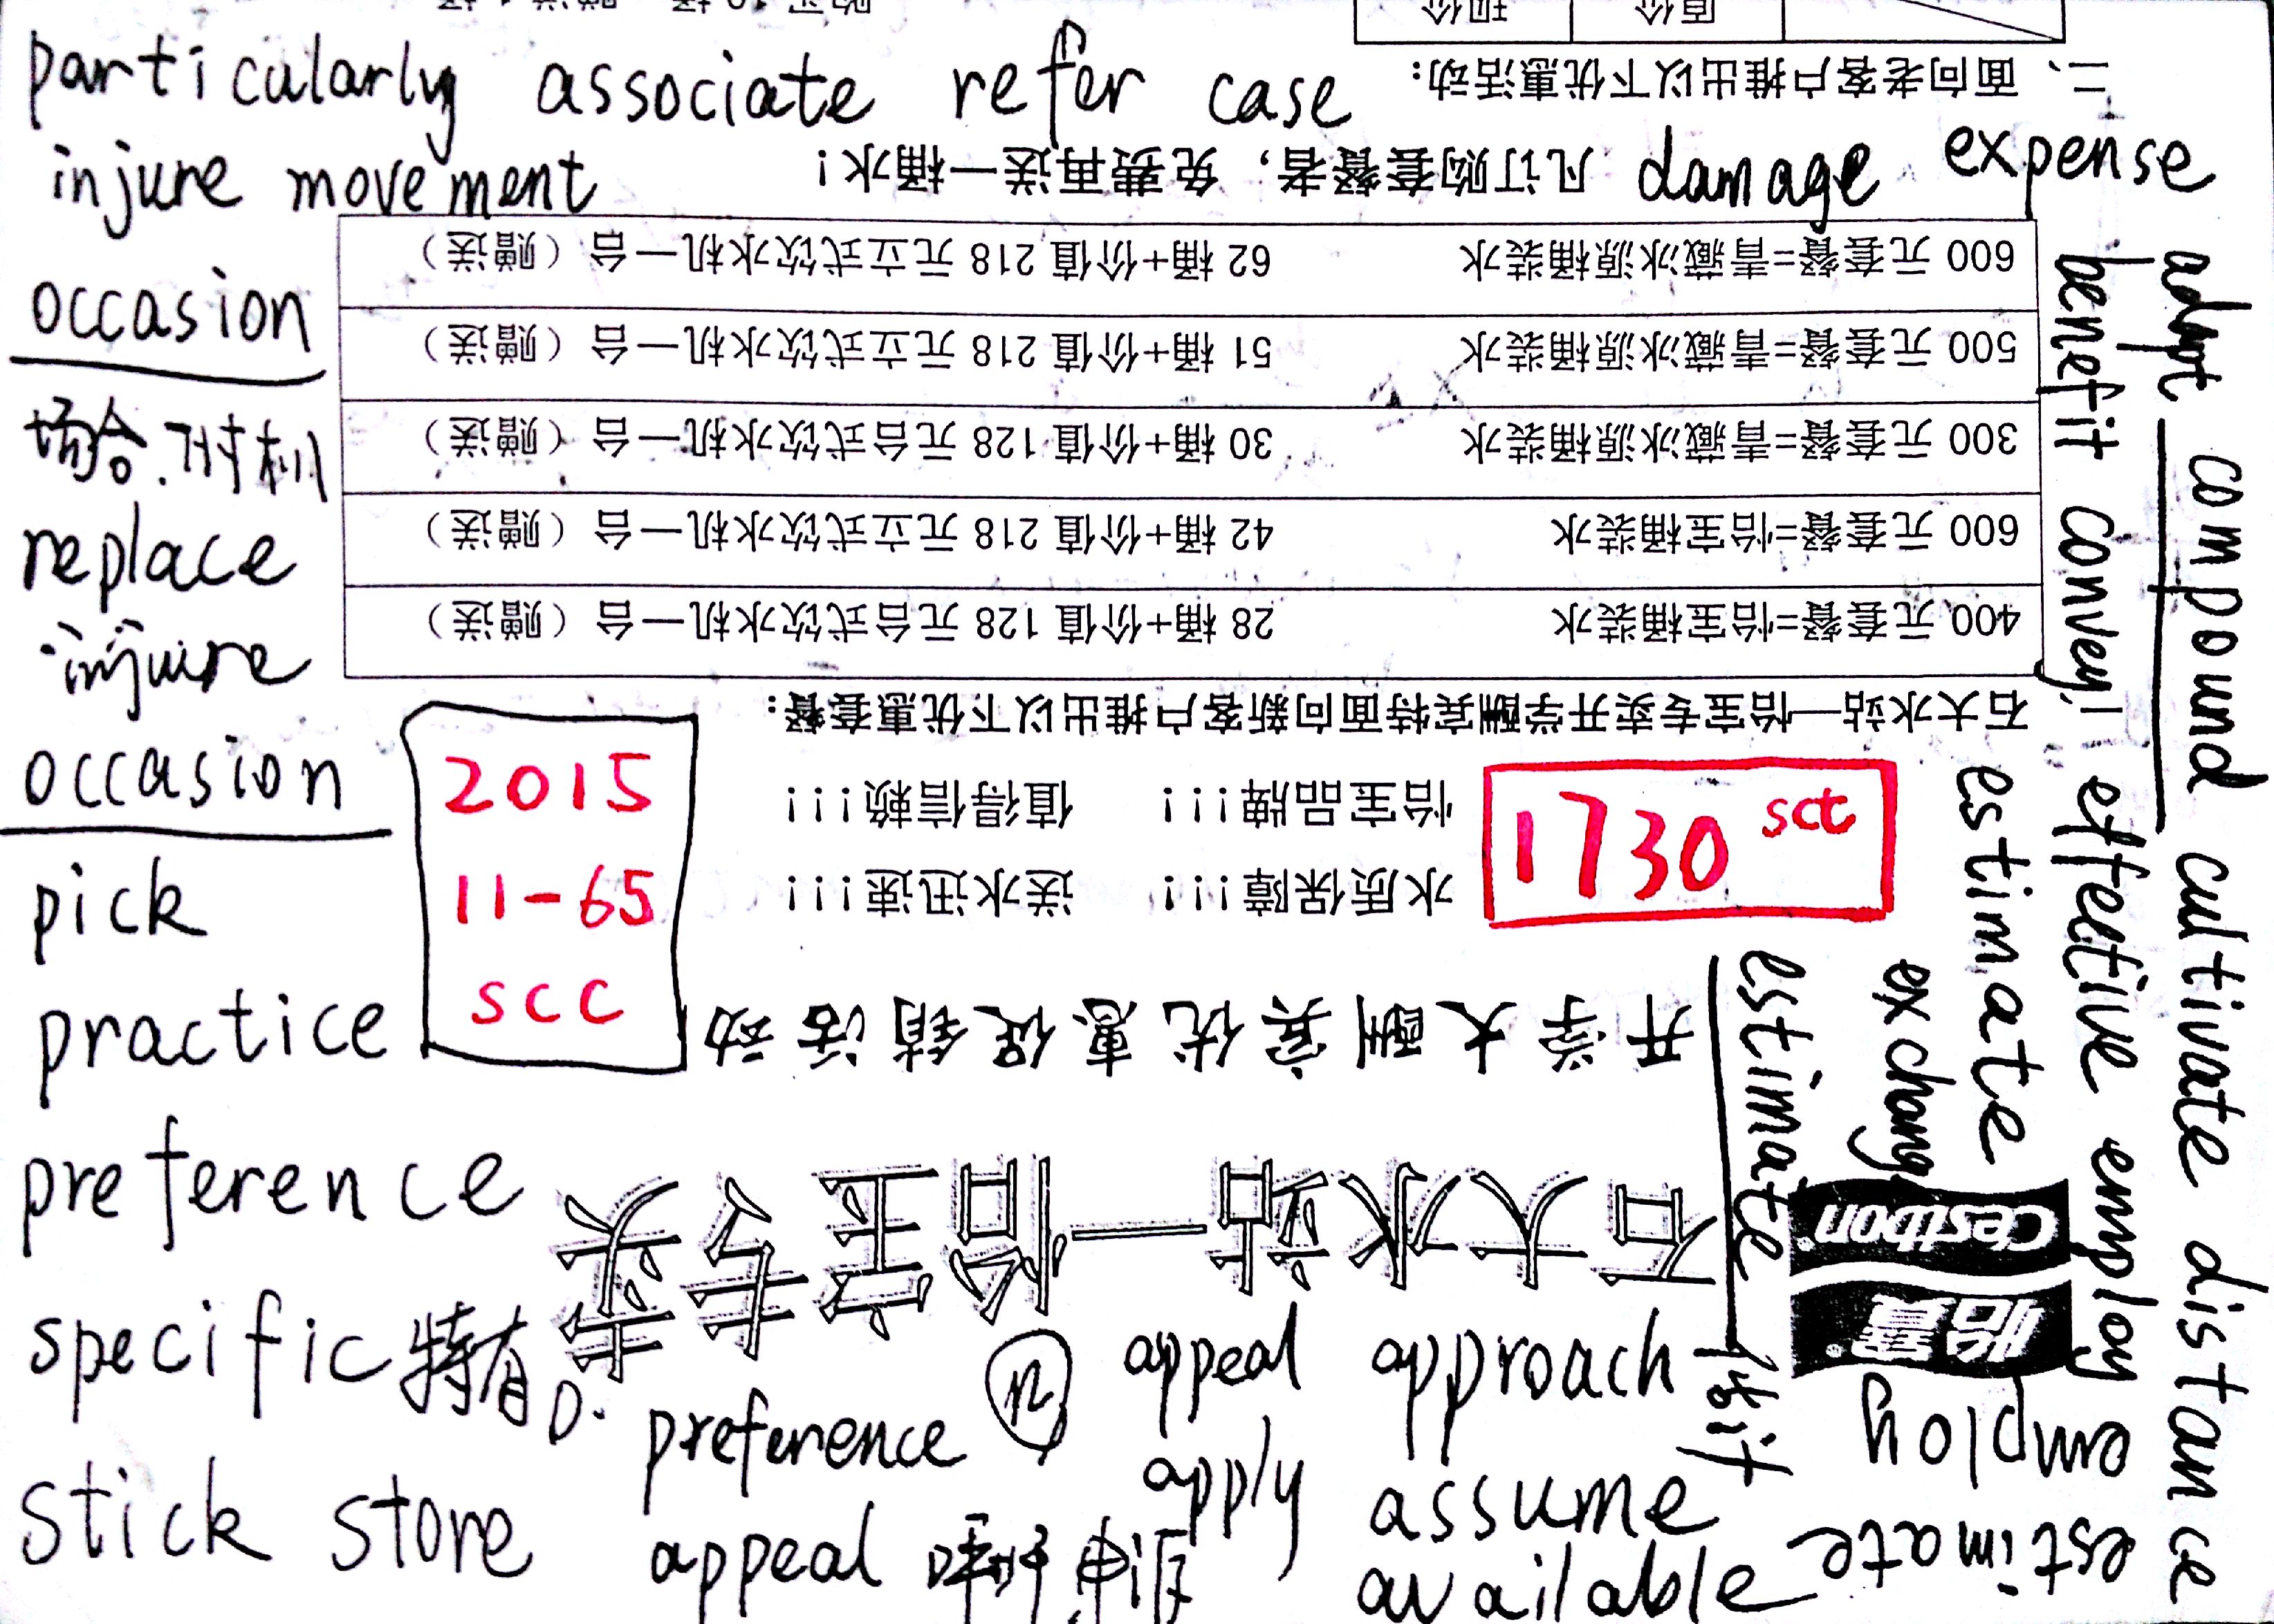 particularly associate refer case
injure movement
damage expense
occasion
场合.时机
replace
injure
occasion
pick
practice
preference
specific 特有
D.
stick store
preference n
appeal approach
apply assume
appeal 呼吁 申诉
available
2015
11-65
scc
1730 sct
adapt compound cultivate distance
benefit convey effective employ
estimate
exchang
estimate 估计
employ
estimate
Cestbon
怡寶
石大水站—怡宝专卖
开学大酬宾优惠促销活动
水质保障!!! 送水迅速!!!
怡宝品牌!!! 值得信赖!!!
石大水站—怡宝专卖开学酬宾特面向新客户推出以下优惠套餐:
400 元套餐=怡宝桶装水 28 桶+价值 128 元台式饮水机一台（赠送）
600 元套餐=怡宝桶装水 42 桶+价值 218 元立式饮水机一台（赠送）
300 元套餐=青藏冰源桶装水 30 桶+价值 128 元台式饮水机一台（赠送）
500 元套餐=青藏冰源桶装水 51 桶+价值 218 元立式饮水机一台（赠送）
600 元套餐=青藏冰源桶装水 62 桶+价值 218 元立式饮水机一台（赠送）
凡订购套餐者，免费再送一桶水!
二、面向老客户推出以下优惠活动:
原价 现价